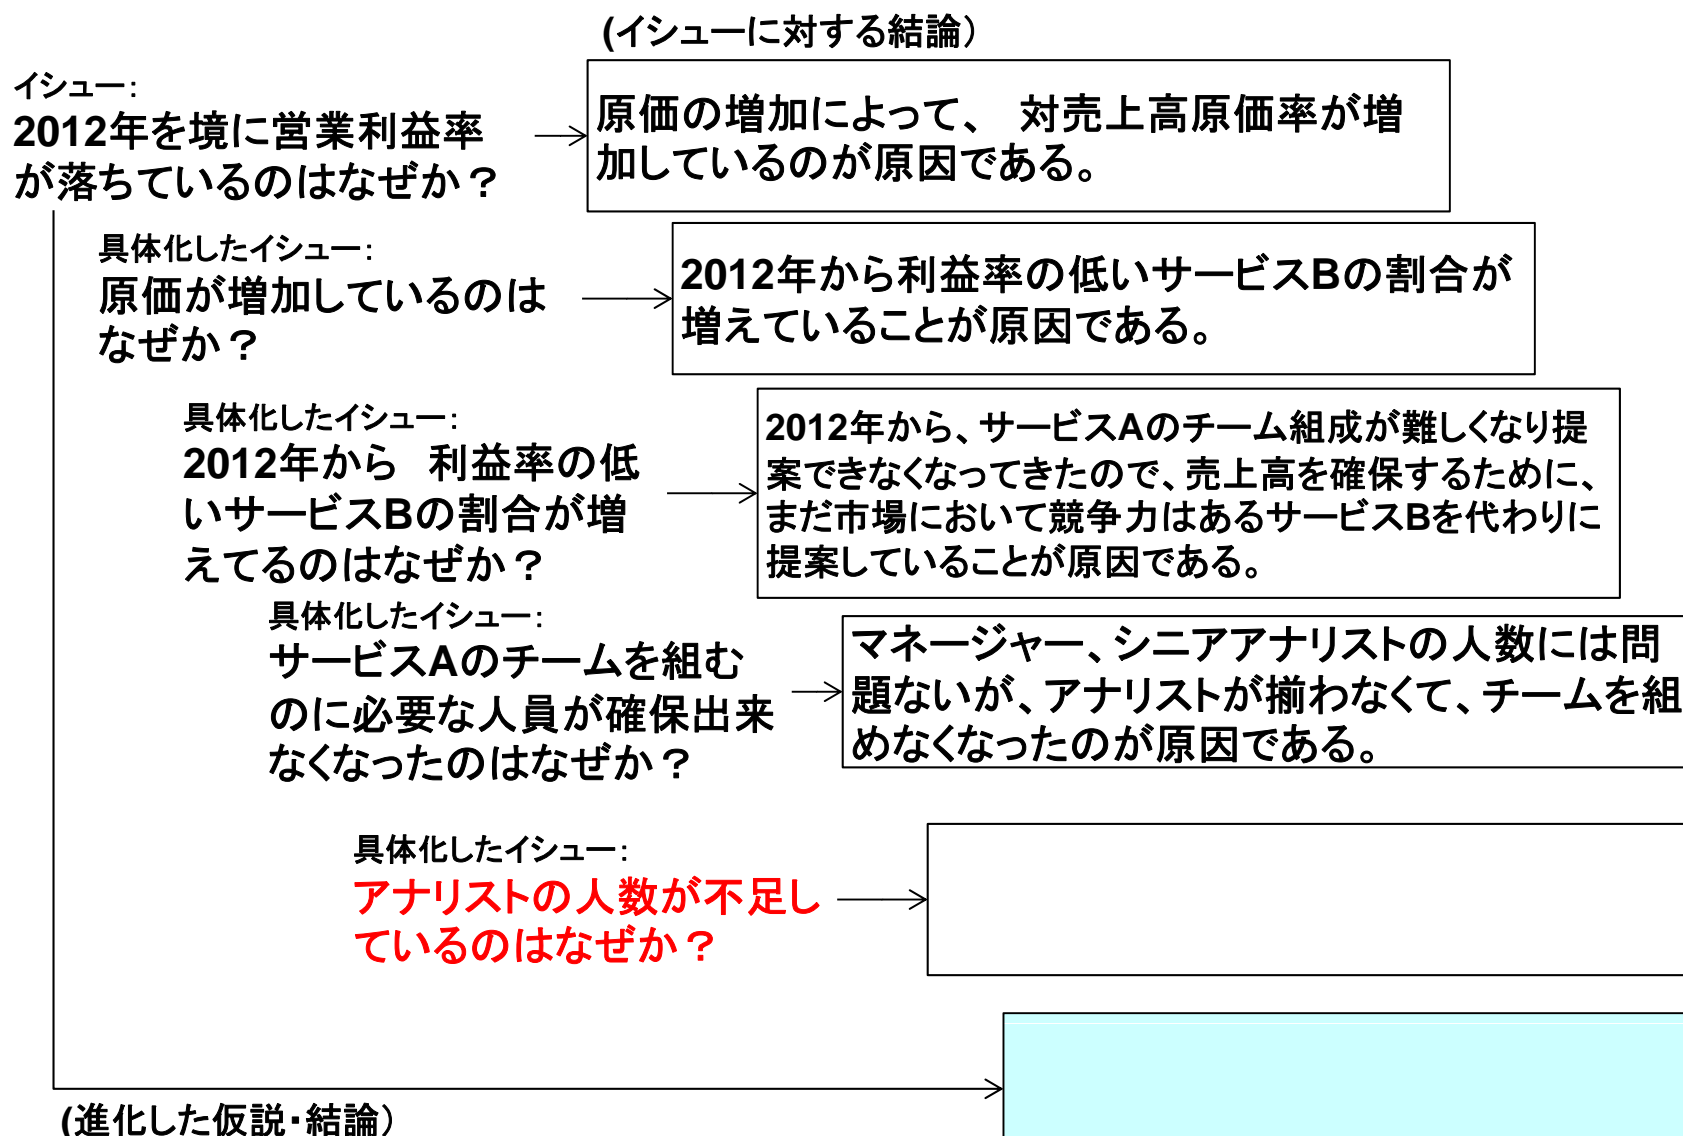 (イシューに対する結論）
イシュー：
2012年を境に営業利益率
が落ちているのはなぜか？
原価の増加によって、 対売上高原価率が増
加しているのが原因である。
具体化したイシュー：
原価が増加しているのは
なぜか？
2012年から利益率の低いサービスBの割合が
増えていることが原因である。
具体化したイシュー：
2012年から 利益率の低
いサービスBの割合が増
えてるのはなぜか？
2012年から、サービスAのチーム組成が難しくなり提
案できなくなってきたので、売上高を確保するために、
まだ市場において競争力はあるサービスBを代わりに
提案していることが原因である。
具体化したイシュー：
サービスAのチームを組む
のに必要な人員が確保出来
なくなったのはなぜか？
マネージャー、シニアアナリストの人数には問
題ないが、アナリストが揃わなくて、チームを組
めなくなったのが原因である。
具体化したイシュー：
アナリストの人数が不足し
ているのはなぜか？
(進化した仮説・結論）